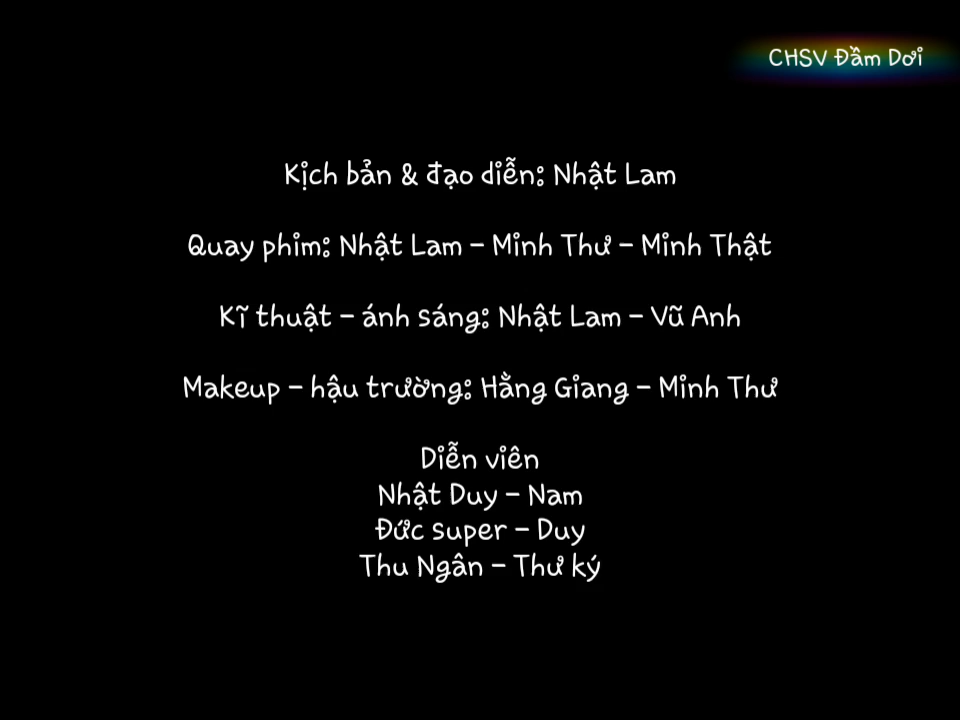 CHSV Đầm Dơi
Kịch bản & đạo diễn: Nhật Lam
Quay phim: Nhật Lam - Minh Thư - Minh Thật
Kĩ thuật - ánh sáng: Nhật Lam - Vũ Anh
Makeup - hậu trường: Hằng Giang - Minh Thư
Diễn viên
Nhật Duy - Nam
Đức super - Duy
Thu Ngân - Thư ký